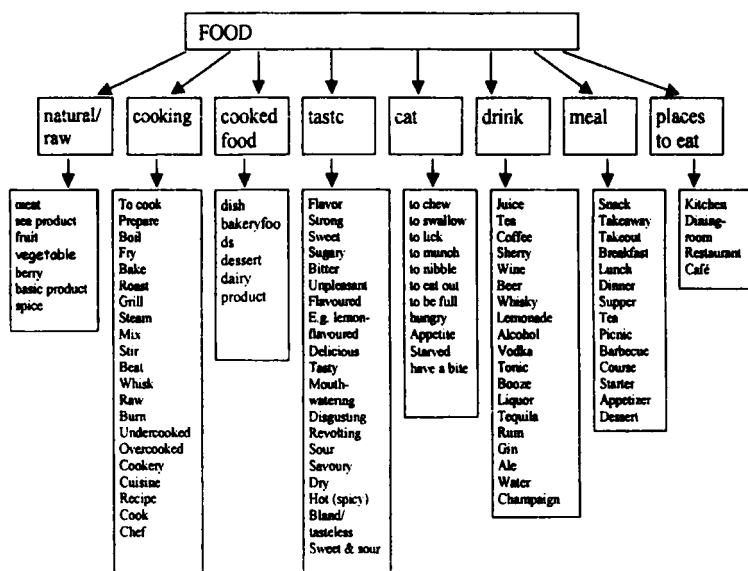 FOOD
natural/
raw
cooking
cooked
food
tastc
cat
drink
meal
places
to eat
meat
sea product
fruit
vegetable
berry
basic product
spice
To cook
Prepare
Boil
Fry
Bake
Roast
Grill
Steam
Mix
Stir
Beat
Whisk
Raw
Burn
Undercooked
Overcooked
Cookery
Cuisine
Recipe
Cook
Chef
dish
bakeryfoo
ds
dessert
dairy
product
Flavor
Strong
Sweet
Sugary
Bitter
Unpleasant
Flavoured
E.g. lemon-
flavoured
Delicious
Tasty
Mouth-
watering
Disgusting
Revolting
Sour
Savoury
Dry
Hot (spicy)
Bland/
tasteless
Sweet & sour
to chew
to swallow
to lick
to munch
to nibble
to eat out
to be full
hungry
Appetite
Starved
have a bite
Juice
Tea
Coffee
Sherry
Wine
Beer
Whisky
Lemonade
Alcohol
Vodka
Tonic
Booze
Liquor
Tequila
Rum
Gin
Ale
Water
Champaign
Snack
Takeaway
Takeout
Breakfast
Lunch
Dinner
Supper
Tea
Picnic
Barbecue
Course
Starter
Appetizer
Dessert
Kitchen
Dining-
room
Restaurant
Café